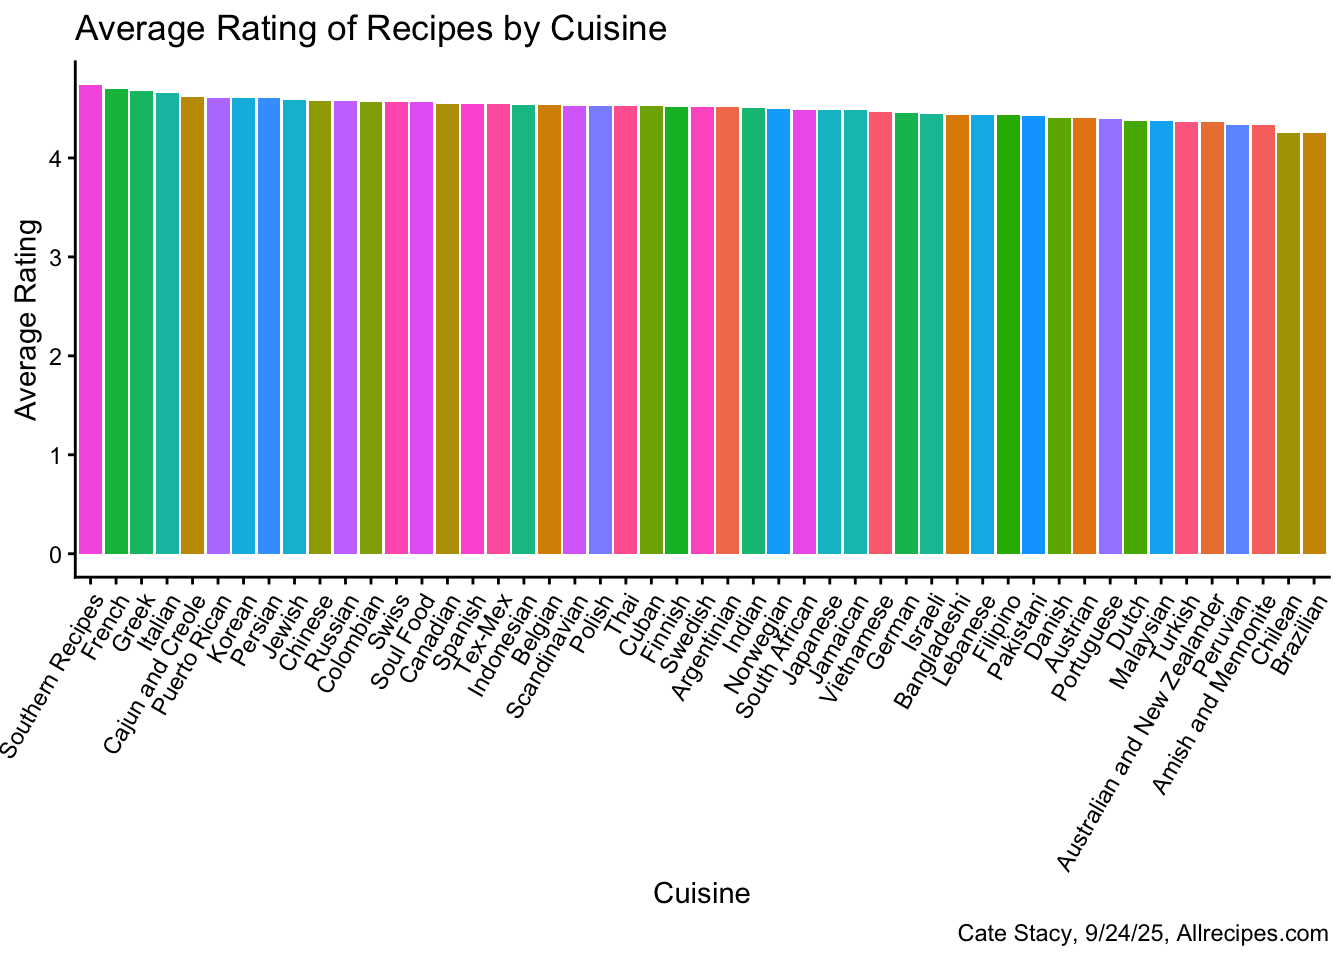 Average Rating of Recipes by Cuisine
Average Rating
4
3
2
1
0
Southern Recipes
French
Greek
Italian
Cajun and Creole
Puerto Rican
Korean
Persian
Jewish
Chinese
Russian
Colombian
Swiss
Soul Food
Canadian
Spanish
Tex-Mex
Indonesian
Belgian
Scandinavian
Polish
Thai
Cuban
Finnish
Swedish
Argentinian
Indian
Norwegian
South African
Japanese
Jamaican
Vietnamese
German
Israeli
Bangladeshi
Lebanese
Filipino
Pakistani
Danish
Austrian
Portuguese
Dutch
Malaysian
Turkish
Australian and New Zealander
Peruvian
Amish and Mennonite
Chilean
Brazilian
Cuisine
Cate Stacy, 9/24/25, Allrecipes.com